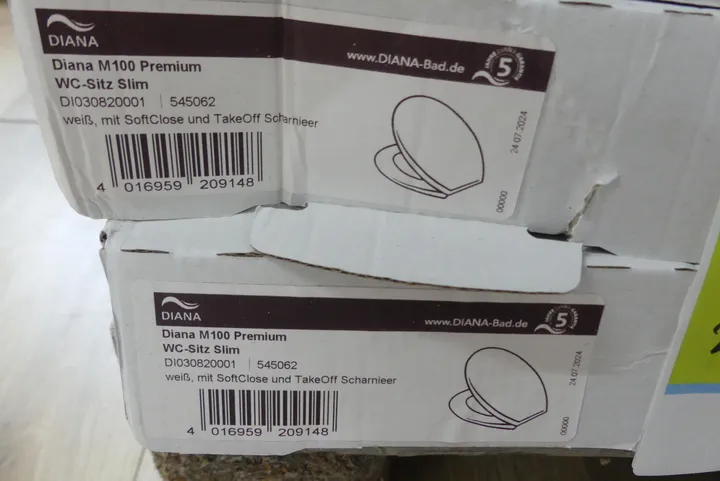 DIANA
www.DIANA-Bad.de
5
Diana M100 Premium
WC-Sitz Slim
DI030820001 | 545062
weiß, mit SoftClose und TakeOff Scharnieer
4 016959 209148
00000
24.07.2024
DIANA
www.DIANA-Bad.de
5
Diana M100 Premium
WC-Sitz Slim
DI030820001 | 545062
weiß, mit SoftClose und TakeOff Scharnieer
4 016959 209148
00000
24.07.2024